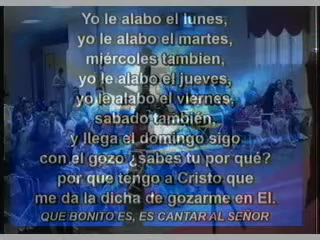 Yo le alabo el lunes,
yo le alabo el martes,
miércoles tambien,
yo le alabo el jueves,
yo le alabo el viernes,
sabado también,
y llega el domingo sigo
con el gozo ¿sabes tu por qué?
por que tengo a Cristo que
me da la dicha de gozarme en El.
QUE BONITO ES, ES CANTAR AL SEÑOR